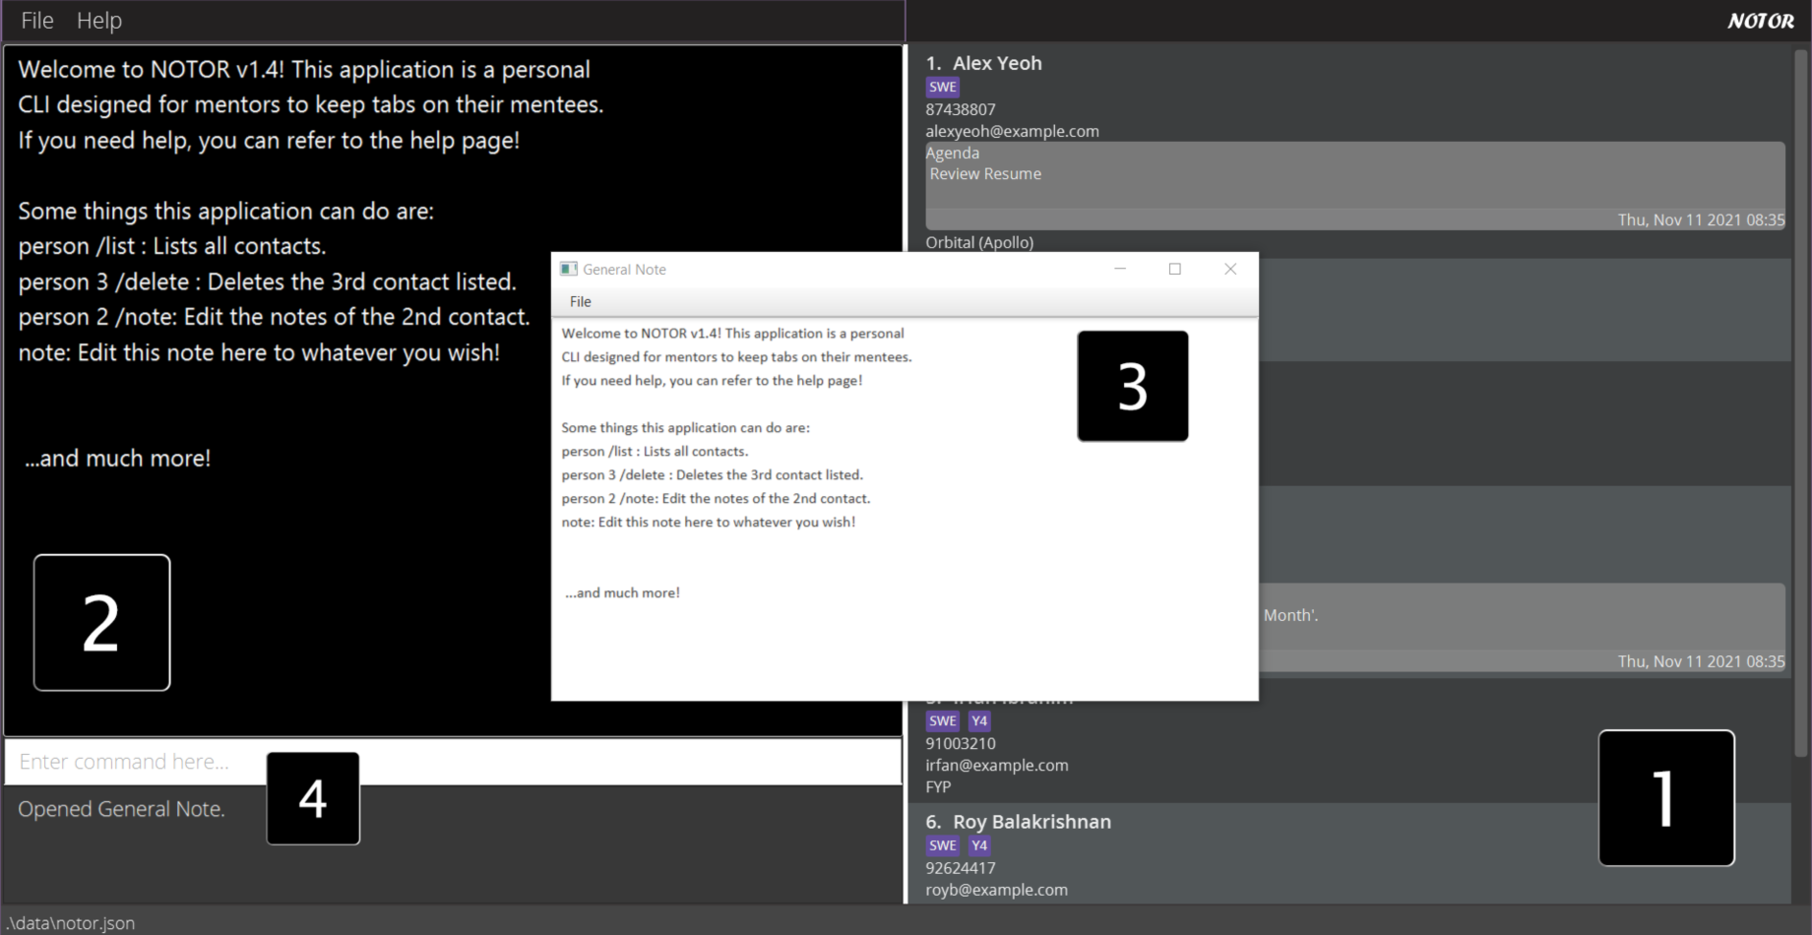 File Help
NOTOR
Welcome to NOTOR v1.4! This application is a personal
CLI designed for mentors to keep tabs on their mentees.
If you need help, you can refer to the help page!
Some things this application can do are:
person /list : Lists all contacts.
person 3 /delete : Deletes the 3rd contact listed.
person 2 /note: Edit the notes of the 2nd contact.
note: Edit this note here to whatever you wish!
...and much more!
2
Enter command here...
4
Opened General Note.
General Note
File
Welcome to NOTOR v1.4! This application is a personal
CLI designed for mentors to keep tabs on their mentees.
If you need help, you can refer to the help page!
Some things this application can do are:
person /list : Lists all contacts.
person 3 /delete : Deletes the 3rd contact listed.
person 2 /note: Edit the notes of the 2nd contact.
note: Edit this note here to whatever you wish!
...and much more!
3
1. Alex Yeoh
SWE
87438807
alexyeoh@example.com
Agenda
Review Resume
Thu, Nov 11 2021 08:35
Orbital (Apollo)
Month'.
Thu, Nov 11 2021 08:35
SWE Y4
91003210
irfan@example.com
FYP
1
6. Roy Balakrishnan
SWE Y4
92624417
royb@example.com
.\data\notor.json